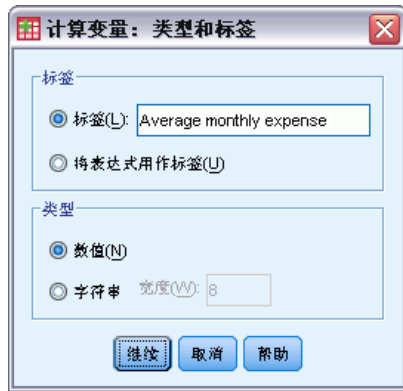 计算变量：类型和标签
标签
标签(L): Average monthly expense
将表达式用作标签(U)
类型
数值(N)
字符串 宽度(W): 8
继续 取消 帮助